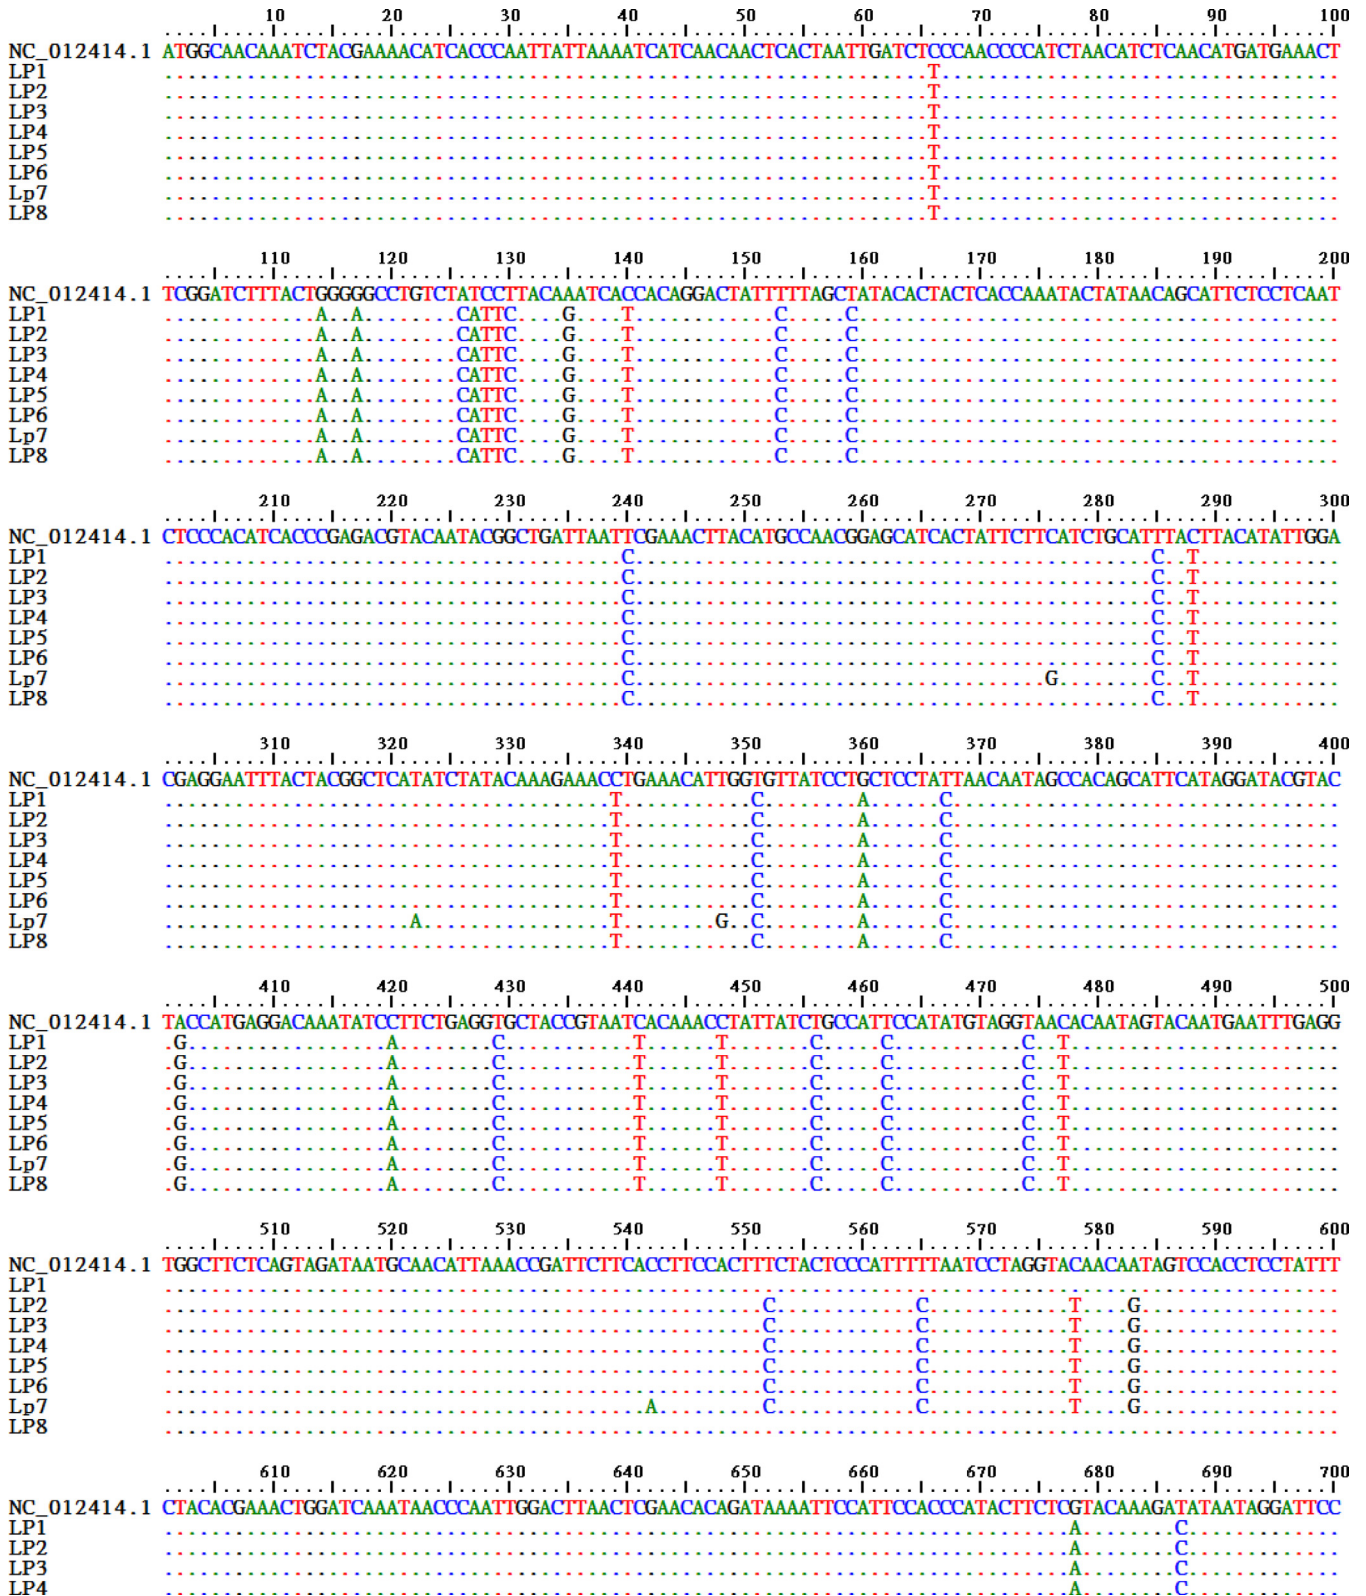 10 20 30 40 50 60 70 80 90 100
NC_012414.1 ATGGCAACAAATCTACGAAAACATCACCCAATTATTAAAATCATCAACAACTCACTAATTGATCTCCCAACCCCATCTAACATCTCAACATGATGAAACT
LP1 T
LP2 T
LP3 T
LP4 T
LP5 T
LP6 T
Lp7 T
LP8 T
110 120 130 140 150 160 170 180 190 200
NC_012414.1 TCGGATCTTTACTGGGGGCCTGTCTATCCTTACAAATCACCACAGGACTATTTTTAGCTATACACTACTCACCAAATACTATAACAGCATTCTCCTCAAT
LP1 A A CATTC G T C C
LP2 A A CATTC G T C C
LP3 A A CATTC G T C C
LP4 A A CATTC G T C C
LP5 A A CATTC G T C C
LP6 A A CATTC G T C C
Lp7 A A CATTC G T C C
LP8 A A CATTC G T C C
210 220 230 240 250 260 270 280 290 300
NC_012414.1 CTCCCACATCACCCGAGACGTACAATACGGCTGATTAATTCGAAACTTACATGCCAACGGAGCATCACTATTCTTCATCTGCATTTACTTACATATTGGA
LP1 C C T
LP2 C C T
LP3 C C T
LP4 C C T
LP5 C C T
LP6 C C T
Lp7 C G C T
LP8 C C T
310 320 330 340 350 360 370 380 390 400
NC_012414.1 CGAGGAATTTACTACGGCTCATATCTATACAAAGAAACCTGAAACATTGGTGTTATCCTGCTCCTATTAACAATAGCCACAGCATTCATAGGATACGTAC
LP1 T C A C
LP2 T C A C
LP3 T C A C
LP4 T C A C
LP5 T C A C
LP6 T C A C
Lp7 A T G C A C
LP8 T C A C
410 420 430 440 450 460 470 480 490 500
NC_012414.1 TACCATGAGGACAAATATCCTTCTGAGGTGCTACCGTAATCACAAACCTATTATCTGCCATTCCATATGTAGGTAACACAATAGTACAATGAATTTGAGG
LP1 G A C T T C C C T
LP2 G A C T T C C C T
LP3 G A C T T C C C T
LP4 G A C T T C C C T
LP5 G A C T T C C C T
LP6 G A C T T C C C T
Lp7 G A C T T C C C T
LP8 G A C T T C C C T
510 520 530 540 550 560 570 580 590 600
NC_012414.1 TGGCTTCTCAGTAGATAATGCAACATTAAACCGATTCTTCACCTTCCACTTTCTACTCCCATTTTTAATCCTAGGTACAACAATAGTCCACCTCCTATTT
LP1
LP2 C C T G
LP3 C C T G
LP4 C C T G
LP5 C C T G
LP6 C C T G
Lp7 A C C T G
LP8
610 620 630 640 650 660 670 680 690 700
NC_012414.1 CTACACGAAACTGGATCAAATAACCCAATTGGACTTAACTCGAACACAGATAAAATTCCATTCCACCCATACTTCTCGTACAAAGATATAATAGGATTCC
LP1 A C
LP2 A C
LP3 A C
LP4 A C